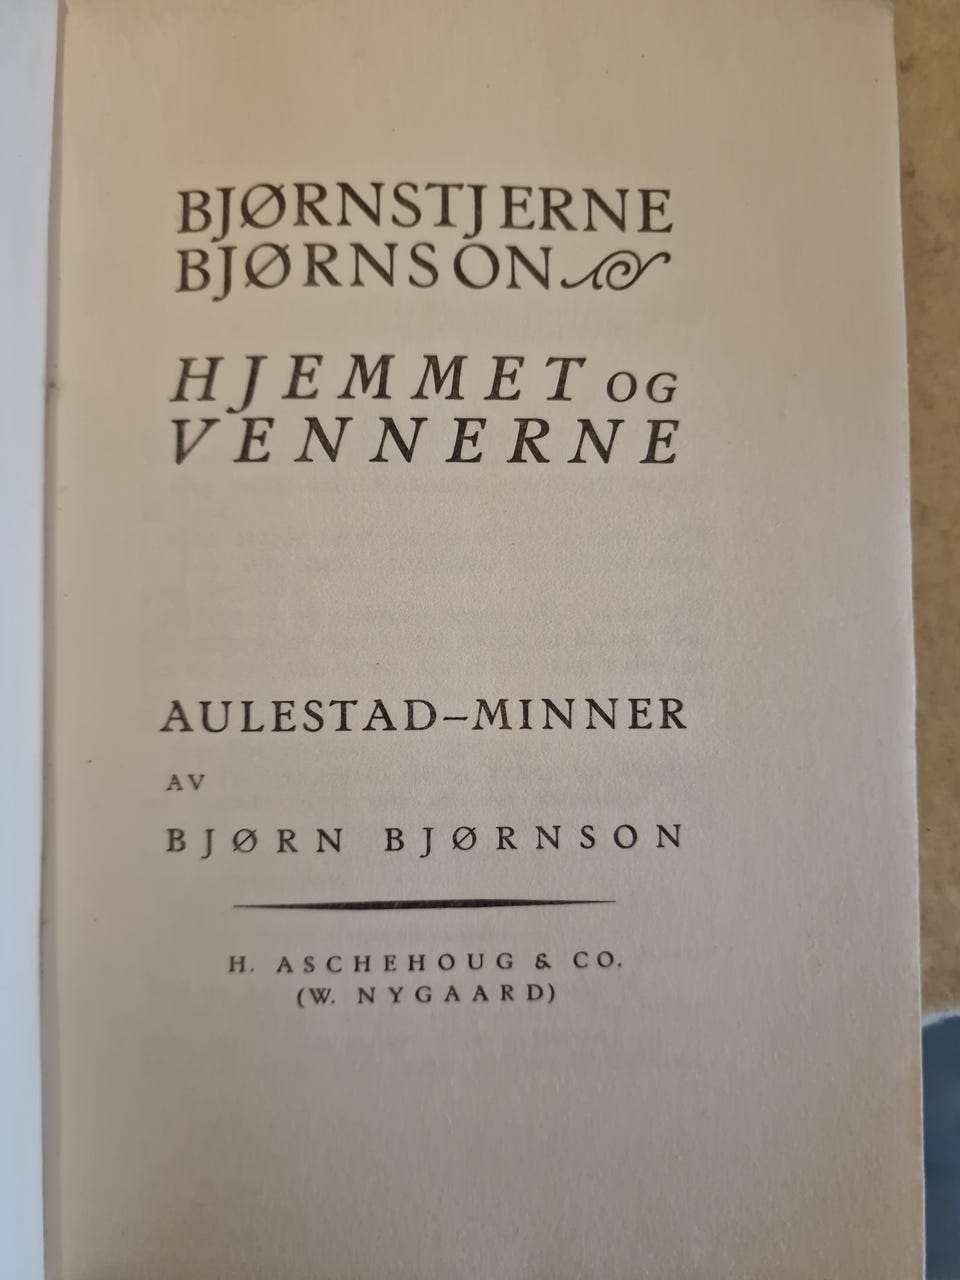 BJØRNSTJERNE
BJØRNSON
HJEMMET OG
VENNERNE
AULESTAD–MINNER
AV
BJØRN BJØRNSON
H. ASCHEHOUG & CO.
(W. NYGAARD)